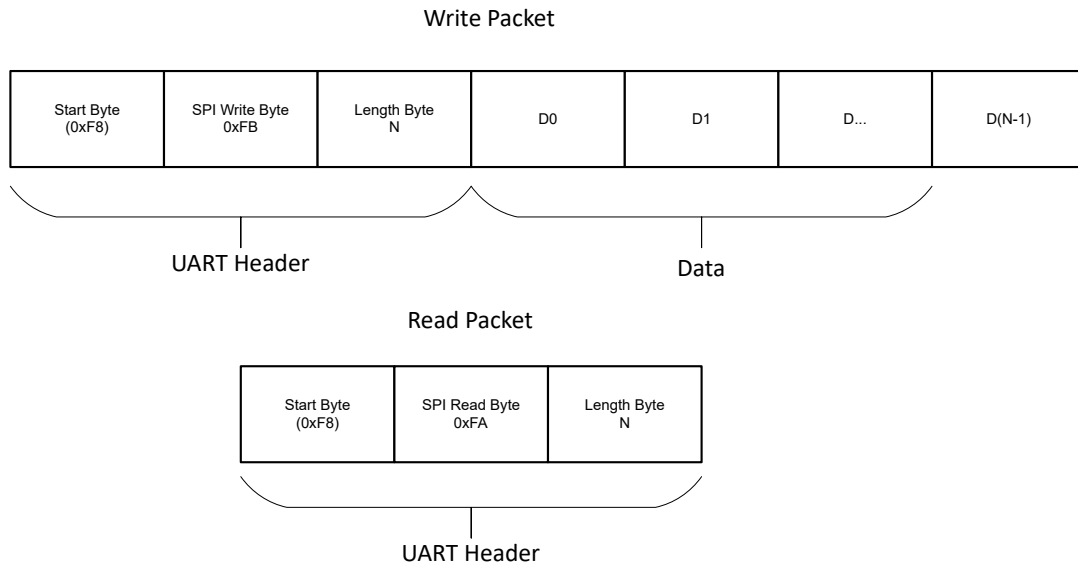 Write Packet
Start Byte
(0xF8)
SPI Write Byte
0xFB
Length Byte
N
D0
D1
D...
D(N-1)
UART Header
Data
Read Packet
Start Byte
(0xF8)
SPI Read Byte
0xFA
Length Byte
N
UART Header